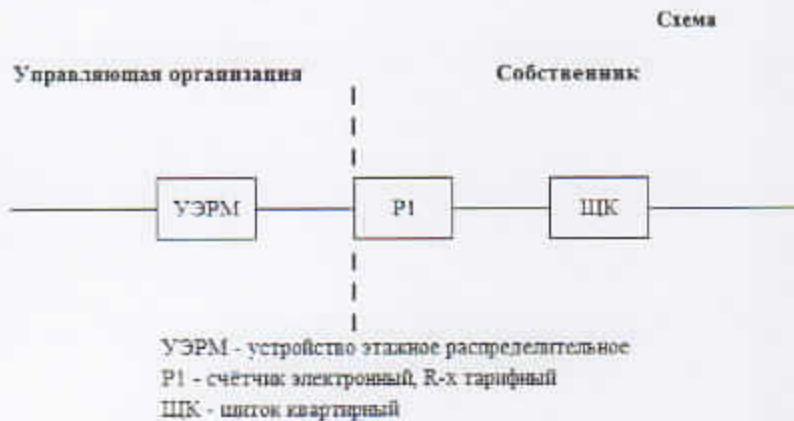 Схема
Управляющая организация Собственник
УЭРМ Р1 ЩК
УЭРМ - устройство этажное распределительное
Р1 - счётчик электронный, R-х тарифный
ЩК - щиток квартирный